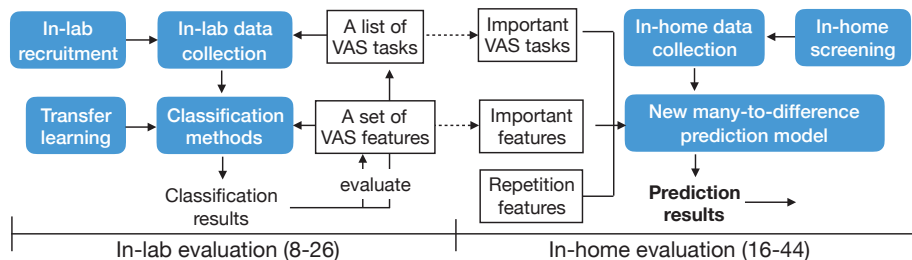 In-lab
recruitment
In-lab data
collection
A list of
VAS tasks
Important
VAS tasks
In-home data
collection
In-home
screening
Transfer
learning
Classification
methods
A set of
VAS features
Important
features
New many-to-difference
prediction model
Classification
results
evaluate
Repetition
features
Prediction
results
In-lab evaluation (8-26)
In-home evaluation (16-44)